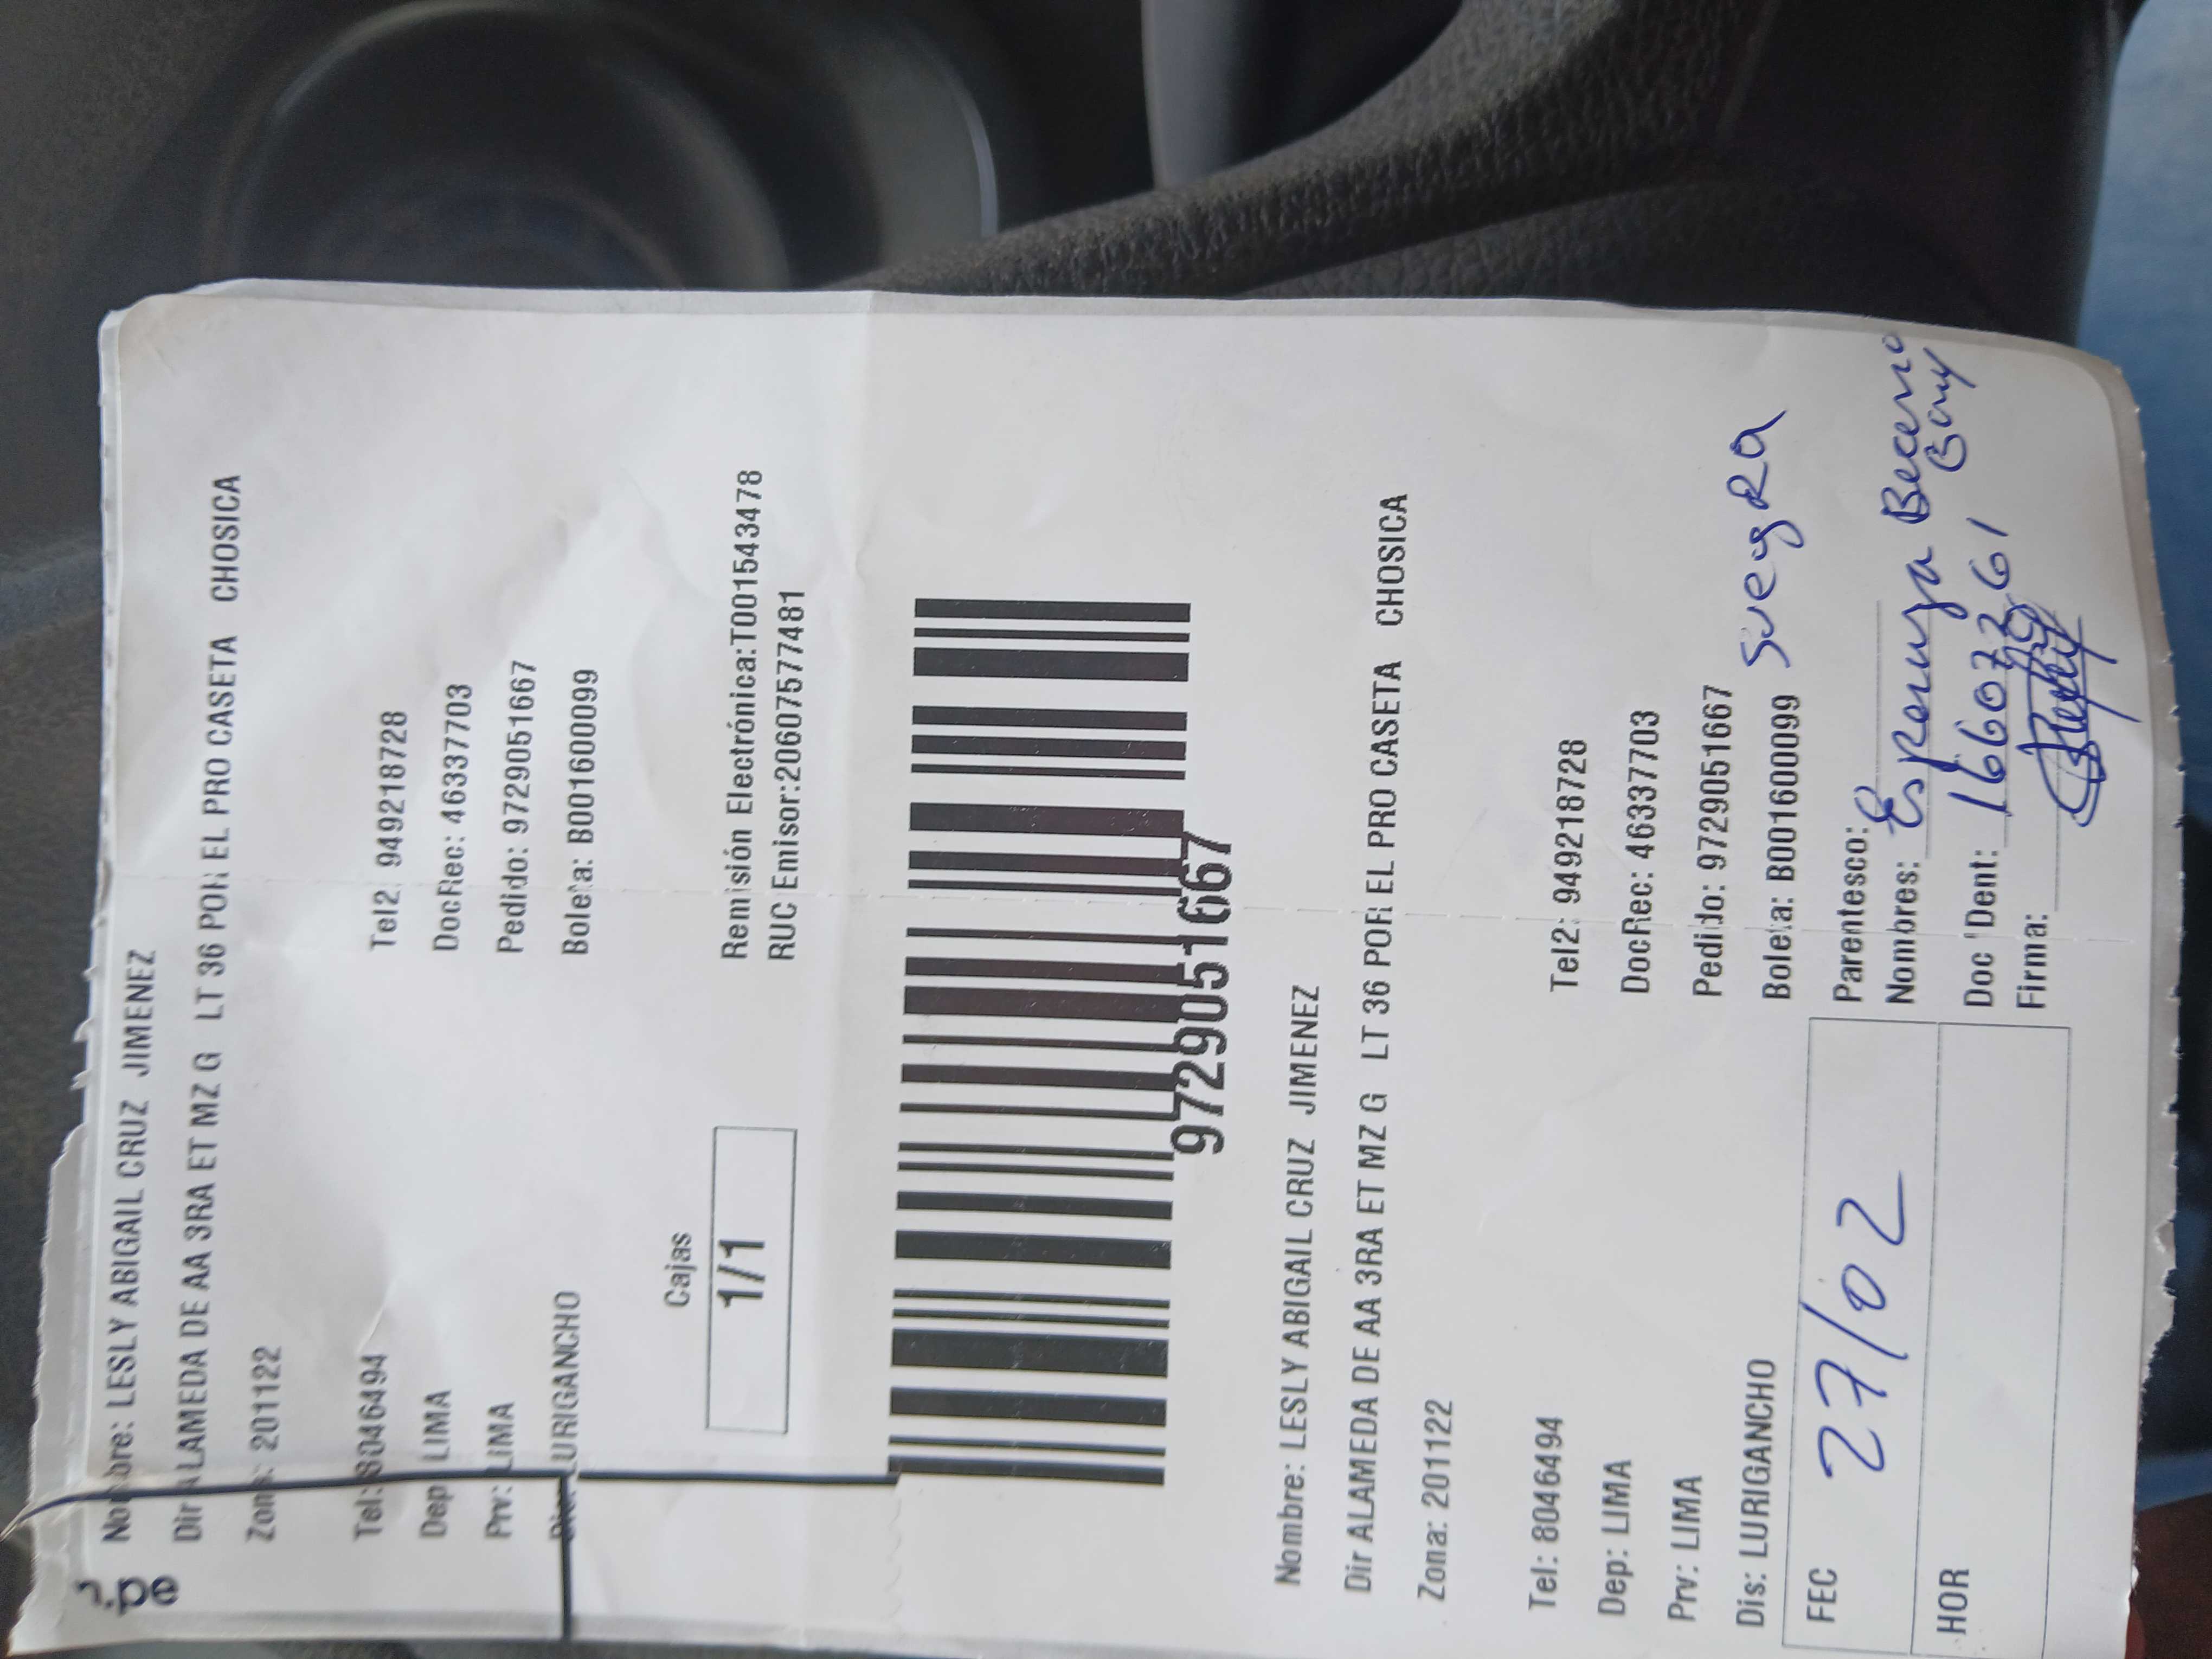 Nombre: LESLY ABIGAIL CRUZ JIMENEZ
Dir ALAMEDA DE AA 3RA ET MZ G LT 36 POR EL PRO CASETA CHOSICA
Zona: 201122
Tel: 8046494 Tel2: 949218728
Dep: LIMA DocRec: 46337703
Prv: LIMA Pedido: 9729051667
LURIGANCHO Boleta: B001600099
Cajas
1/1
Remisión Electrónica:T00154343478
RUC Emisor:20607577481
9729051667
Nombre: LESLY ABIGAIL CRUZ JIMENEZ
Dir ALAMEDA DE AA 3RA ET MZ G LT 36 POR EL PRO CASETA CHOSICA
Zona: 201122
Tel: 8046494 Tel2: 949218728
Dep: LIMA DocRec: 46337703
Prv: LIMA Pedido: 9729051667
Dis: LURIGANCHO Boleta: B001600099
suegra
FEC 27/02
HOR
Parentesco:
Nombres:
Doc Dent:
Firma: